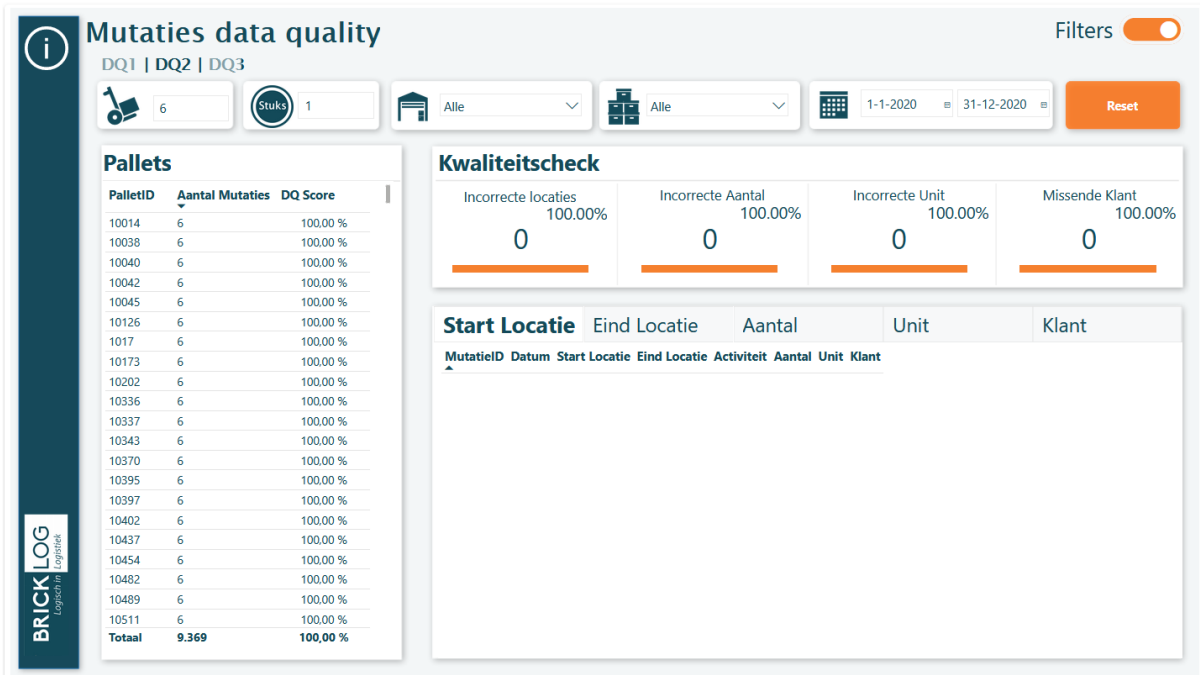 Mutaties data quality
Filters
DQ1 | DQ2 | DQ3
6
Stuks
1
Alle
Alle
1-1-2020
31-12-2020
Reset
Pallets
PalletID Aantal Mutaties DQ Score
10014 6 100,00 %
10038 6 100,00 %
10040 6 100,00 %
10042 6 100,00 %
10045 6 100,00 %
10126 6 100,00 %
1017 6 100,00 %
10173 6 100,00 %
10202 6 100,00 %
10336 6 100,00 %
10337 6 100,00 %
10343 6 100,00 %
10370 6 100,00 %
10395 6 100,00 %
10397 6 100,00 %
10402 6 100,00 %
10437 6 100,00 %
10454 6 100,00 %
10482 6 100,00 %
10489 6 100,00 %
10511 6 100,00 %
Totaal 9.369 100,00 %
Kwaliteitscheck
Incorrecte locaties
100.00%
0
Incorrecte Aantal
100.00%
0
Incorrecte Unit
100.00%
0
Missende Klant
100.00%
0
Start Locatie Eind Locatie Aantal Unit Klant
MutatieID Datum Start Locatie Eind Locatie Activiteit Aantal Unit Klant
i
BRICKLOG
Logisch in Logistiek